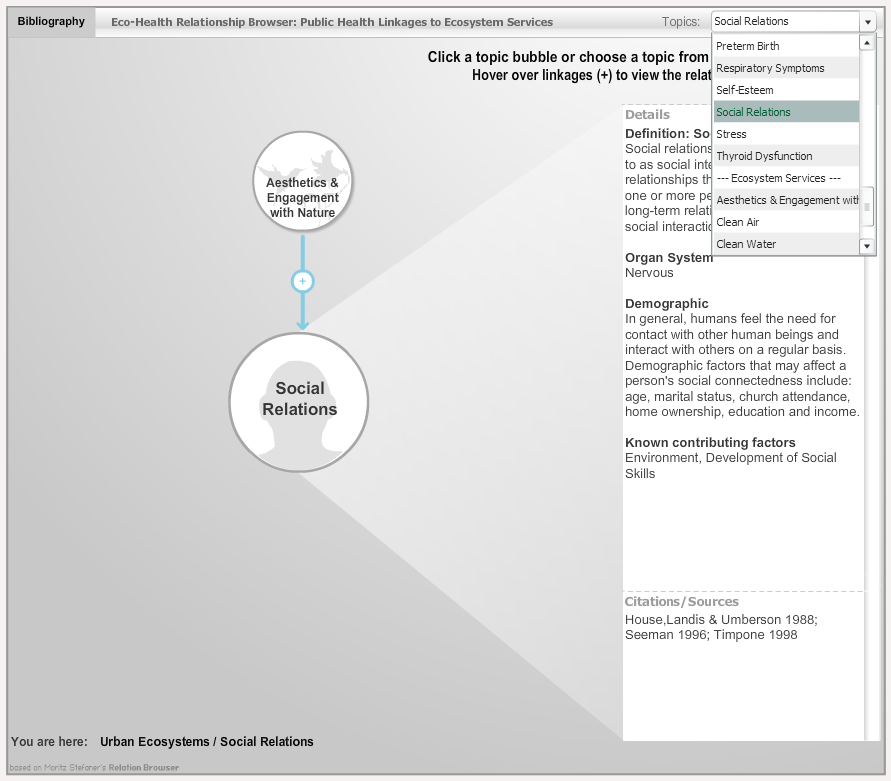 Bibliography
Eco-Health Relationship Browser: Public Health Linkages to Ecosystem Services
Topics:
Social Relations
Preterm Birth
Respiratory Symptoms
Self-Esteem
Social Relations
Stress
Thyroid Dysfunction
--- Ecosystem Services ---
Aesthetics & Engagement with
Clean Air
Clean Water
Click a topic bubble or choose a topic from
Hover over linkages (+) to view the
Aesthetics &
Engagement
with Nature
+
Social
Relations
Details
Definition:
Social relations
to as social
relationships
one or more
long-term
social
Organ System
Nervous
Demographic
In general, humans feel the need for
contact with other human beings and
interact with others on a regular basis.
Demographic factors that may affect a
person's social connectedness include:
age, marital status, church attendance,
home ownership, education and income.
Known contributing factors
Environment, Development of Social
Skills
Citations/Sources
House,Landis & Umberson 1988;
Seeman 1996; Timpone 1998
You are here: Urban Ecosystems / Social Relations
based on Moritz Stefaner's Relation Browser